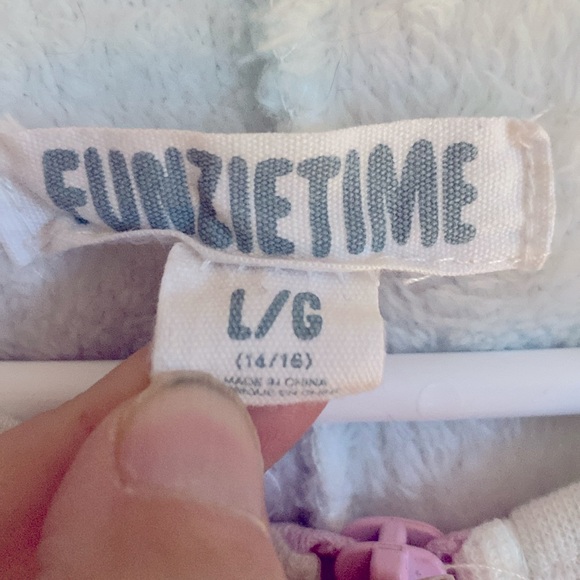 FUNZIETIME
L/G
(14/16)
MADE IN CHINA